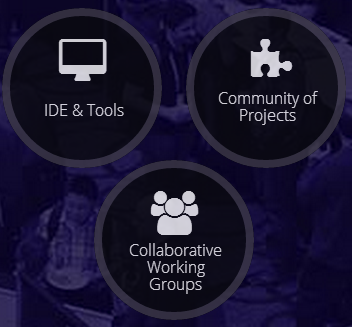 IDE & Tools
Community of
Projects
Collaborative
Working
Groups